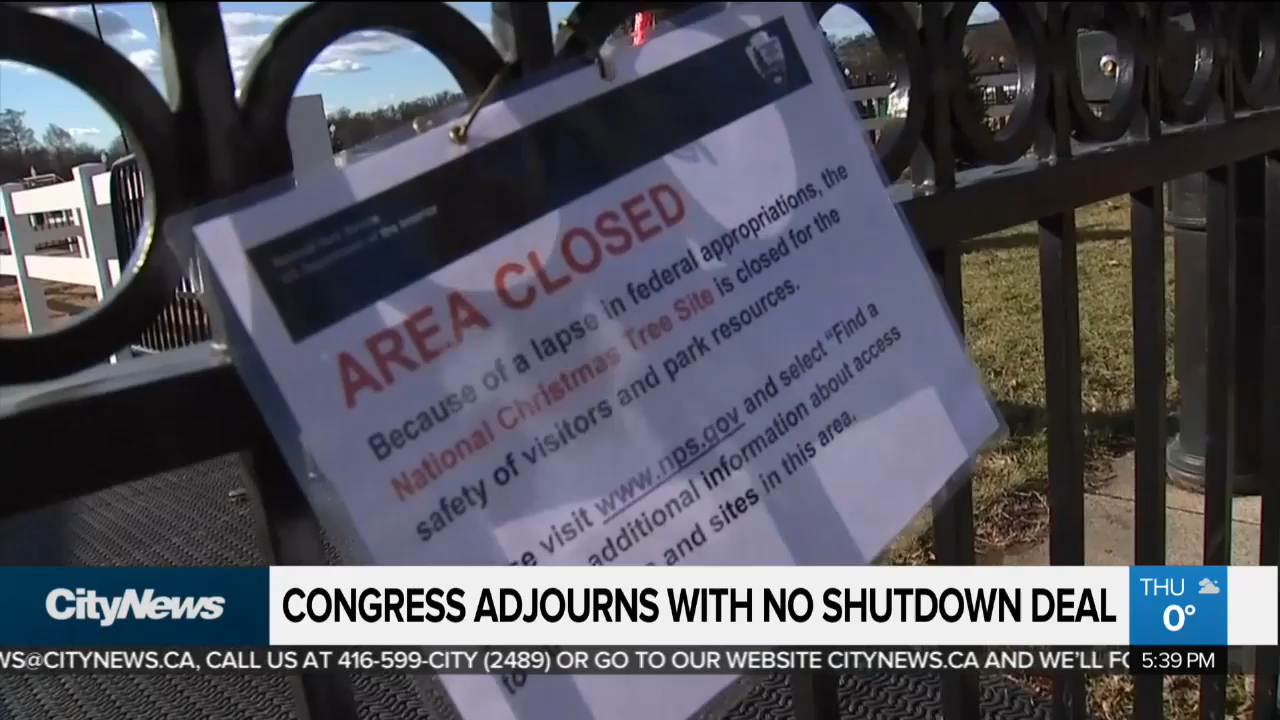 AREA CLOSED
Because of a lapse in federal appropriations, the
National Christmas Tree Site is closed for the
safety of visitors and park resources.
se visit www.nps.gov and select "Find a
additional information about access
and sites in this area.
CityNews
CONGRESS ADJOURNS WITH NO SHUTDOWN DEAL
THU
0°
WS@CITYNEWS.CA, CALL US AT 416-599-CITY (2489) OR GO TO OUR WEBSITE CITYNEWS.CA AND WE'LL FO
5:39 PM